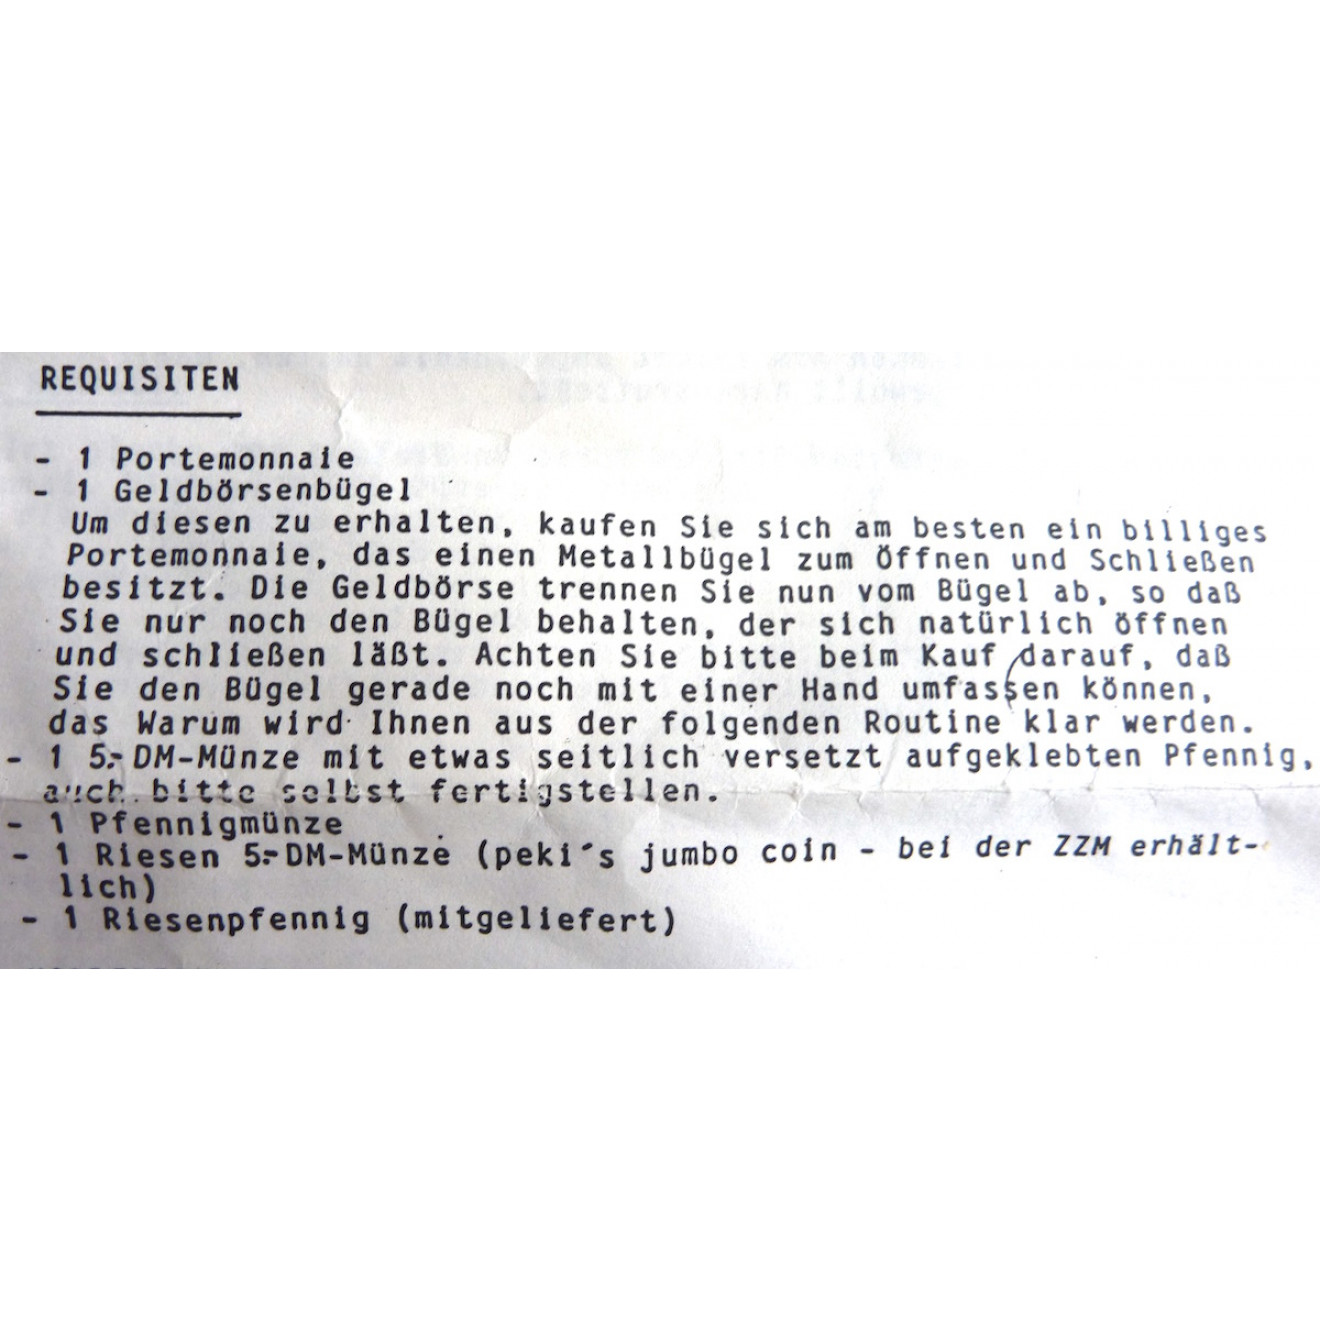 REQUISITEN
- 1 Portemonnaie
- 1 Geldbörsenbügel
Um diesen zu erhalten, kaufen Sie sich am besten ein billiges
Portemonnaie, das einen Metallbügel zum Öffnen und Schließen
besitzt. Die Geldbörse trennen Sie nun vom Bügel ab, so daß
Sie nur noch den Bügel behalten, der sich natürlich öffnen
und schließen läßt. Achten Sie bitte beim Kauf darauf, daß
Sie den Bügel gerade noch mit einer Hand umfassen können,
das Warum wird Ihnen aus der folgenden Routine klar werden.
- 1 5.- DM-Münze mit etwas seitlich versetzt aufgeklebten Pfennig,
auch bitte selbst fertigstellen.
- 1 Pfennigmünze
- 1 Riesen 5.- DM-Münze (peki´s jumbo coin - bei der ZZM erhält-
lich)
- 1 Riesenpfennig (mitgeliefert)